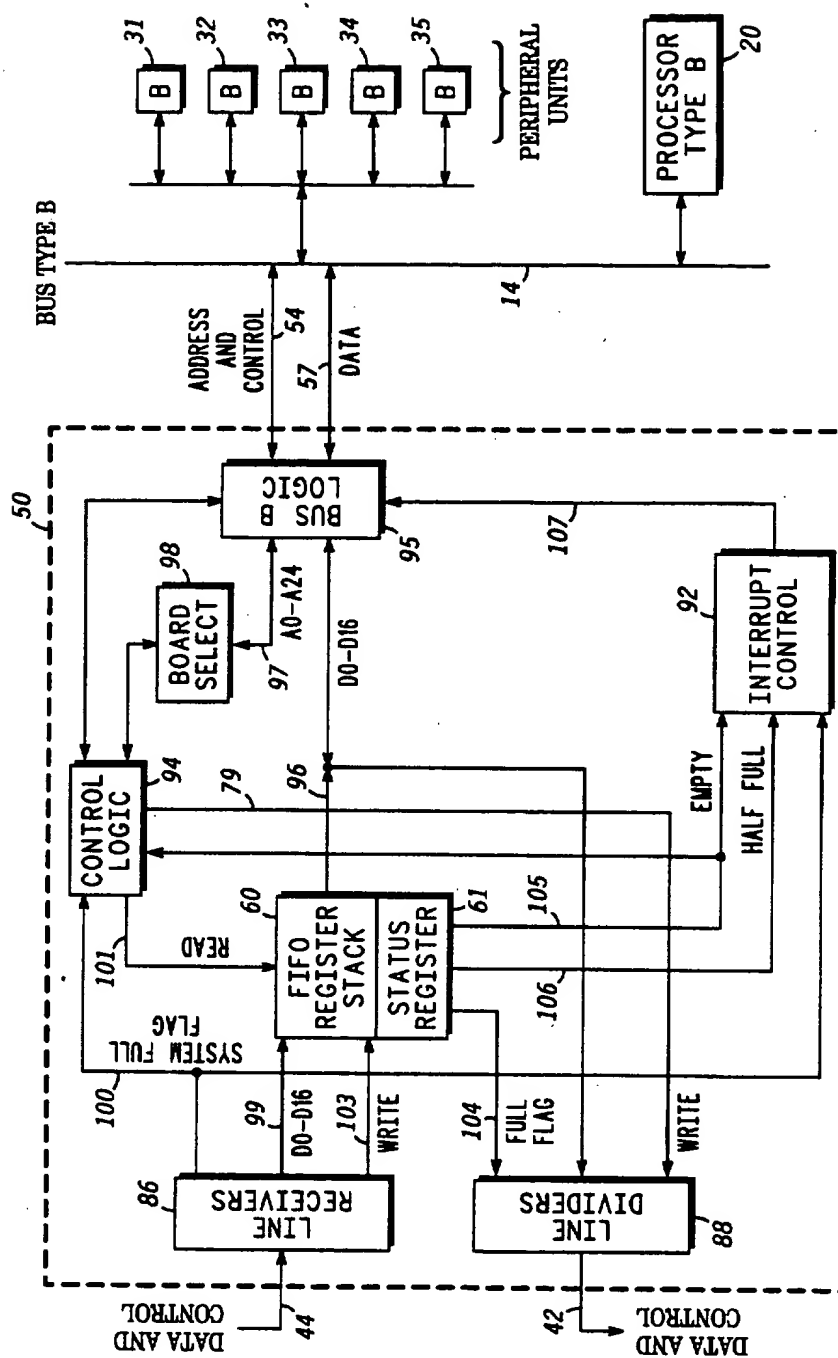 50
DATA AND
CONTROL
44
86
LINE
RECEIVERS
100
SYSTEM FULL
FLAG
99
D0-D16
103
WRITE
101
READ
CONTROL
LOGIC
94
79
98
BOARD
SELECT
97
A0-A24
D0-D16
96
60
FIFO
REGISTER
STACK
STATUS
REGISTER
61
104
FULL
FLAG
105
106
EMPTY
HALF FULL
WRITE
LINE
DIVIDERS
88
42
DATA AND
CONTROL
92
INTERRUPT
CONTROL
107
BUS B
LOGIC
95
ADDRESS
AND
CONTROL
54
57
DATA
BUS TYPE B
14
B
31
B
32
B
33
B
34
B
35
PERIPHERAL
UNITS
PROCESSOR
TYPE B
20